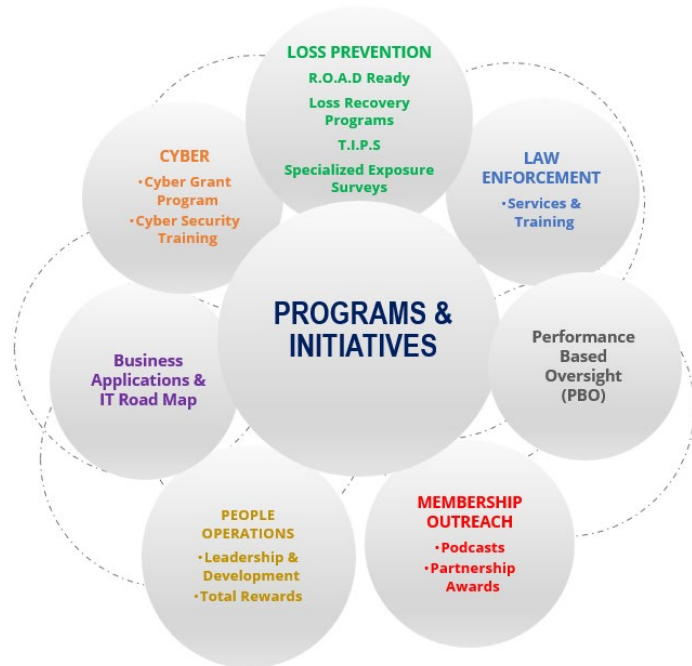 LOSS PREVENTION
R.O.A.D Ready
Loss Recovery
Programs
T.I.P.S
Specialized Exposure
Surveys
CYBER
•Cyber Grant
Program
•Cyber Security
Training
LAW
ENFORCEMENT
•Services &
Training
PROGRAMS &
INITIATIVES
Business
Applications &
IT Road Map
Performance
Based
Oversight
(PBO)
PEOPLE
OPERATIONS
•Leadership &
Development
•Total Rewards
MEMBERSHIP
OUTREACH
•Podcasts
•Partnership
Awards